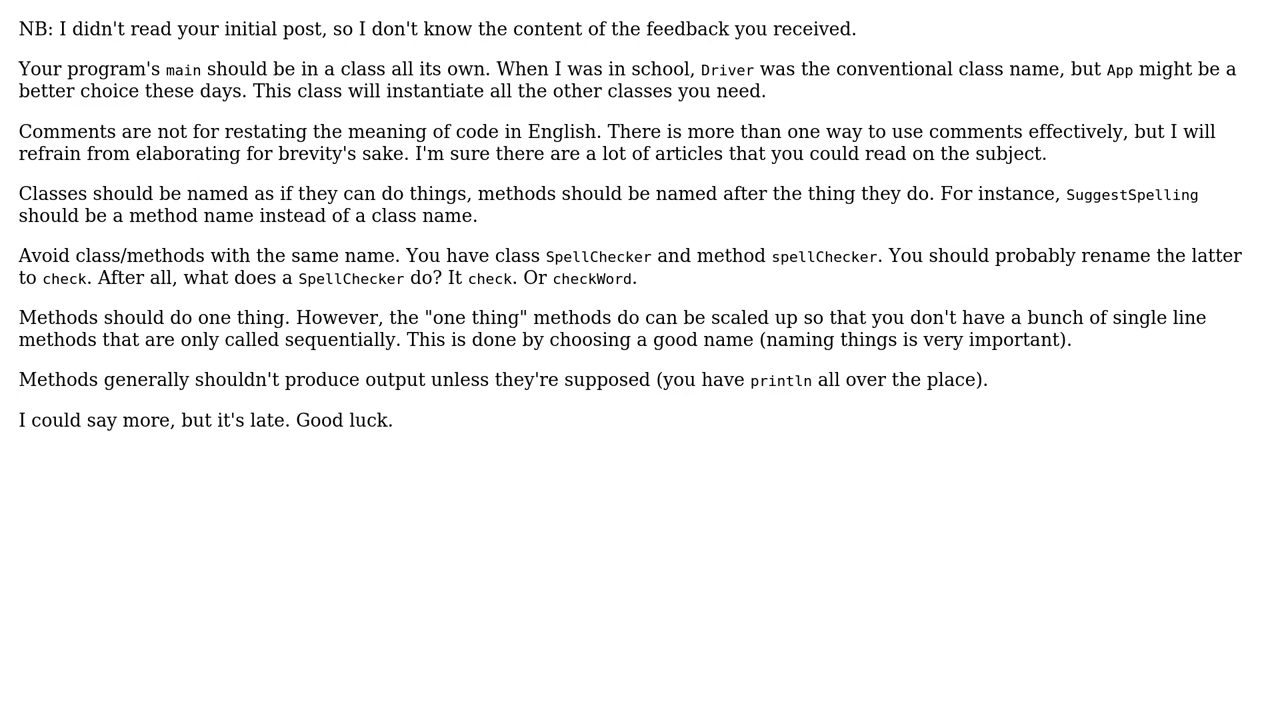 NB: I didn't read your initial post, so I don't know the content of the feedback you received.
Your program's main should be in a class all its own. When I was in school, Driver was the conventional class name, but App might be a
better choice these days. This class will instantiate all the other classes you need.
Comments are not for restating the meaning of code in English. There is more than one way to use comments effectively, but I will
refrain from elaborating for brevity's sake. I'm sure there are a lot of articles that you could read on the subject.
Classes should be named as if they can do things, methods should be named after the thing they do. For instance, SuggestSpelling
should be a method name instead of a class name.
Avoid class/methods with the same name. You have class SpellChecker and method spellChecker. You should probably rename the latter
to check. After all, what does a SpellChecker do? It check. Or checkWord.
Methods should do one thing. However, the "one thing" methods do can be scaled up so that you don't have a bunch of single line
methods that are only called sequentially. This is done by choosing a good name (naming things is very important).
Methods generally shouldn't produce output unless they're supposed (you have println all over the place).
I could say more, but it's late. Good luck.